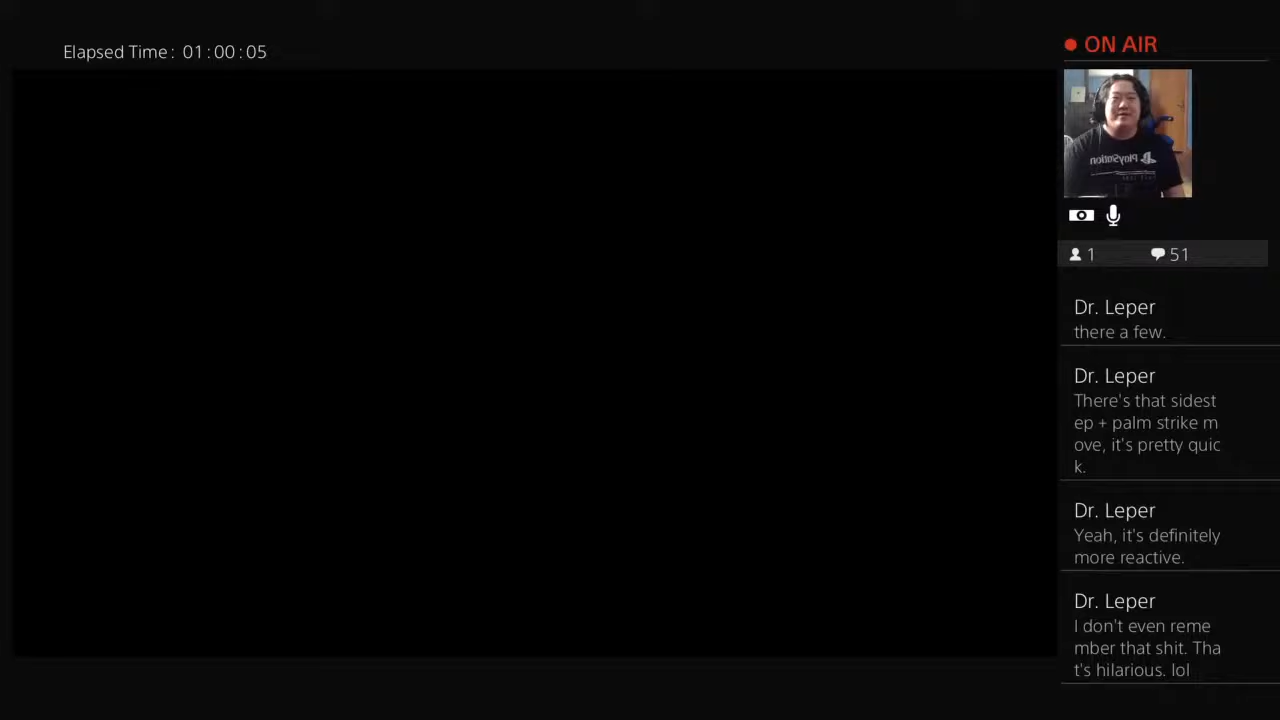 Elapsed Time: 01:00:05
ON AIR
PlayStation
1
51
Dr. Leper
there a few.
Dr. Leper
There's that sidest
ep + palm strike m
ove, it's pretty quic
k.
Dr. Leper
Yeah, it's definitely
more reactive.
Dr. Leper
I don't even reme
mber that shit. Tha
t's hilarious. lol